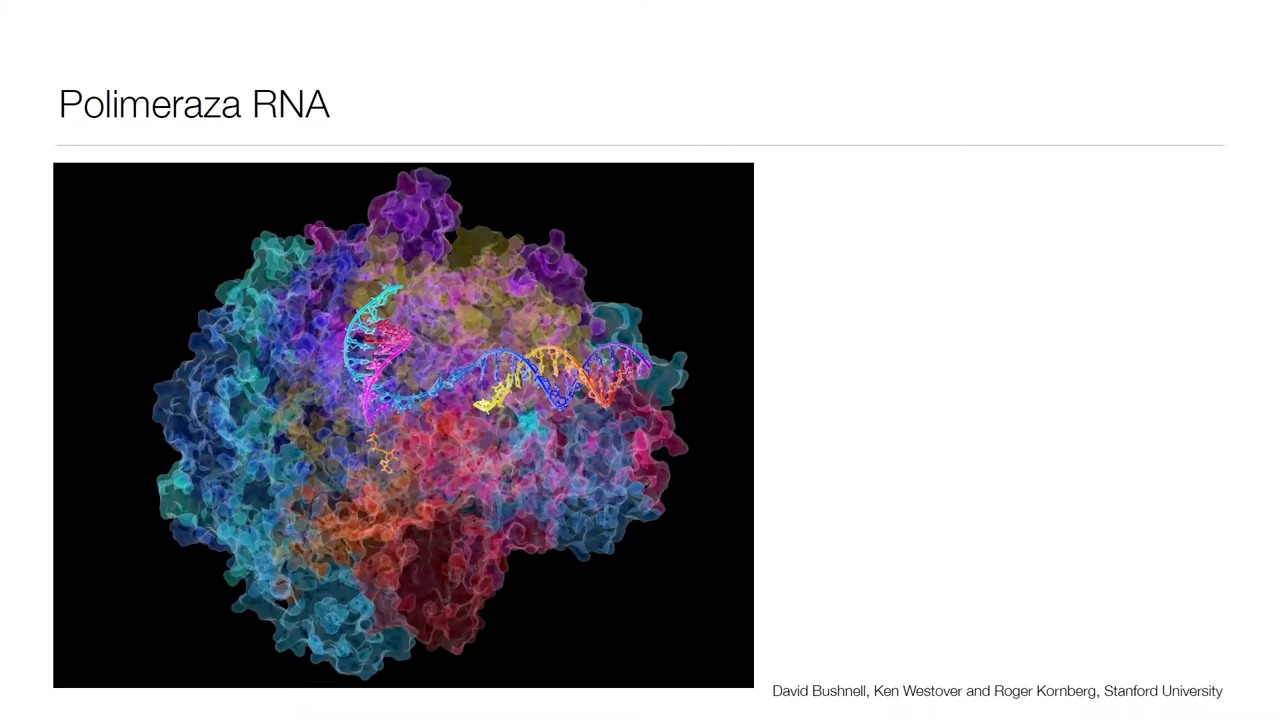 Polimeraza RNA
David Bushnell, Ken Westover and Roger Kornberg, Stanford University